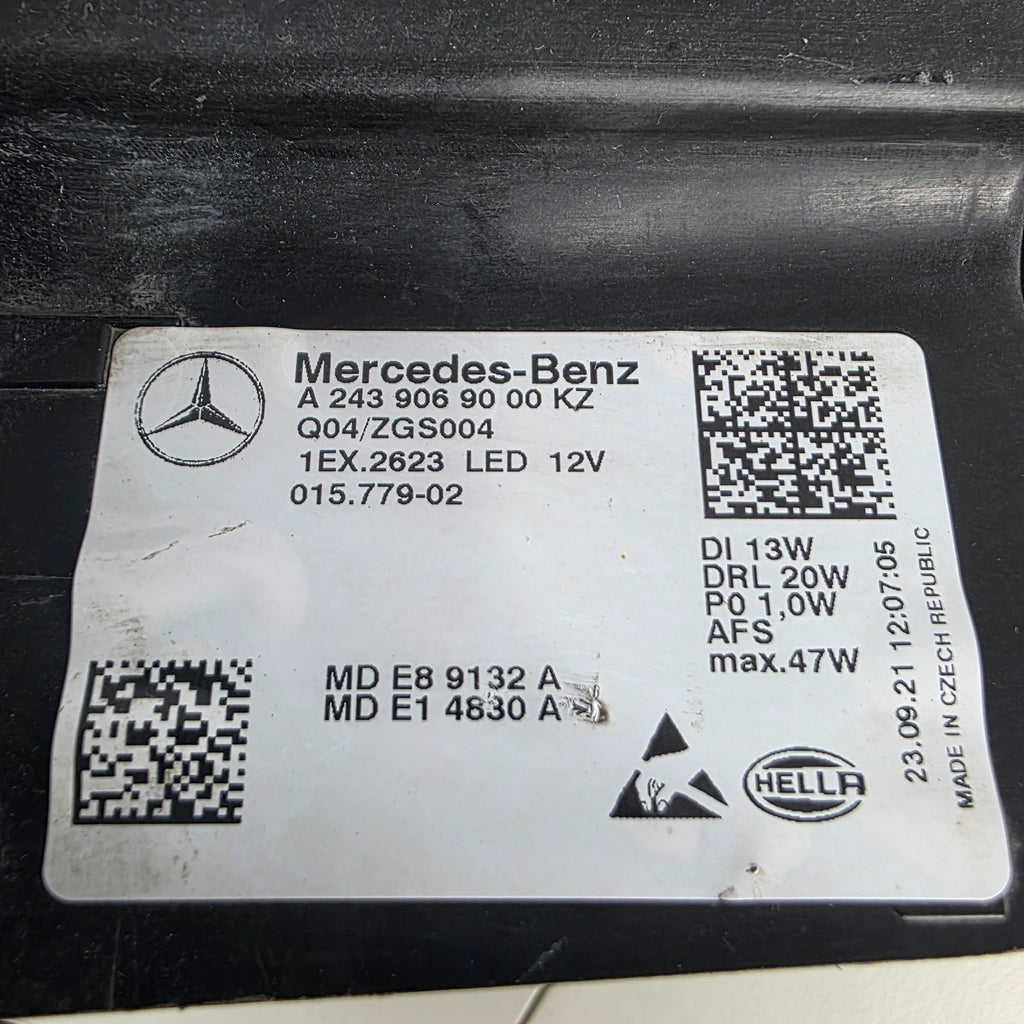 Mercedes-Benz
A 243 906 90 00 KZ
Q04/ZGS004
1EX.2623 LED 12V
015.779-02
DI 13W
DRL 20W
P0 1,0W
AFS
max.47W
23.09.21 12:07:05
MADE IN CZECH REPUBLIC
MD E8 9132 A
MD E1 4830 A
HELLA